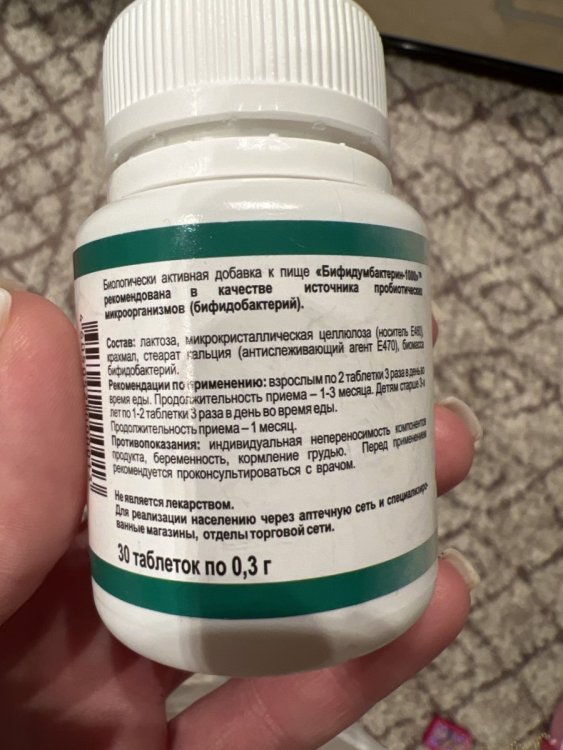 Биологически активная добавка к пище «Бифидумбактерин-1000»™
рекомендована в качестве источника пробиотических
микроорганизмов (бифидобактерий).
Состав: лактоза, микрокристаллическая целлюлоза (носитель Е460),
крахмал, стеарат кальция (антислеживающий агент Е470), биомасса
бифидобактерий.
Рекомендации по применению: взрослым по 2 таблетки 3 раза в день во
время еды. Продолжительность приема – 1-3 месяца. Детям старше 3-х
лет по 1-2 таблетки 3 раза в день во время еды.
Продолжительность приема – 1 месяц.
Противопоказания: индивидуальная непереносимость компонентов
продукта, беременность, кормление грудью. Перед применением
рекомендуется проконсультироваться с врачом.
Не является лекарством.
Для реализации населению через аптечную сеть и специализиро-
ванные магазины, отделы торговой сети.
30 таблеток по 0,3 г